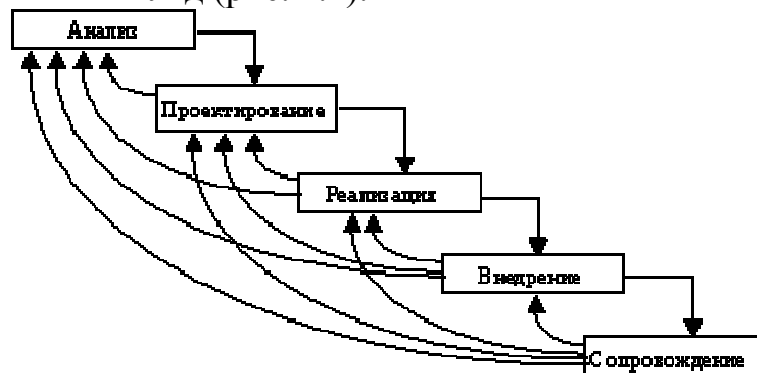 Анализ
Проектирование
Реализация
Внедрение
Сопровождение